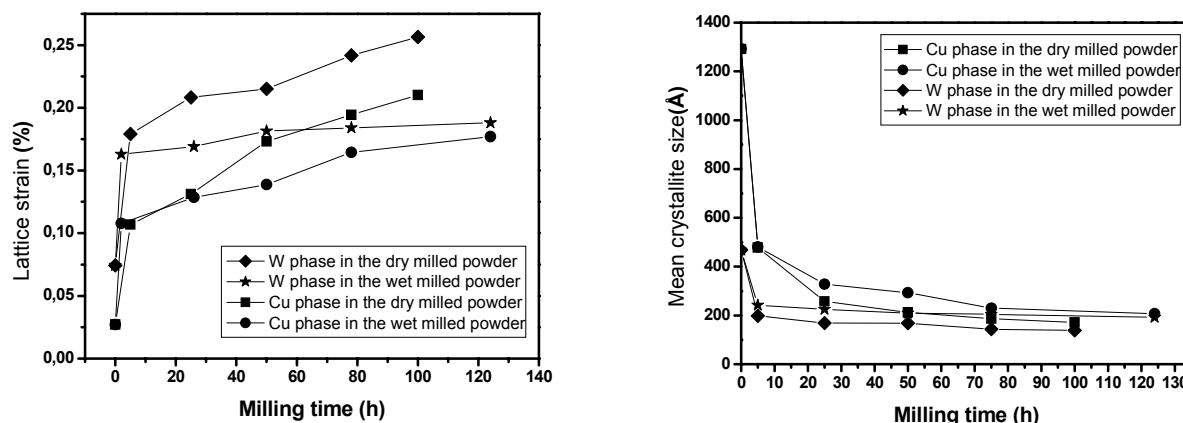 Lattice strain (%)
0,25
0,20
0,15
0,10
0,05
0,00
W phase in the dry milled powder
W phase in the wet milled powder
Cu phase in the dry milled powder
Cu phase in the wet milled powder
0 20 40 60 80 100 120 140
Milling time (h)
Mean crystallite size(Å)
1400
1200
1000
800
600
400
200
0
Cu phase in the dry milled powder
Cu phase in the wet milled powder
W phase in the dry milled powder
W phase in the wet milled powder
0 10 20 30 40 50 60 70 80 90 100 110 120 130
Milling time (h)